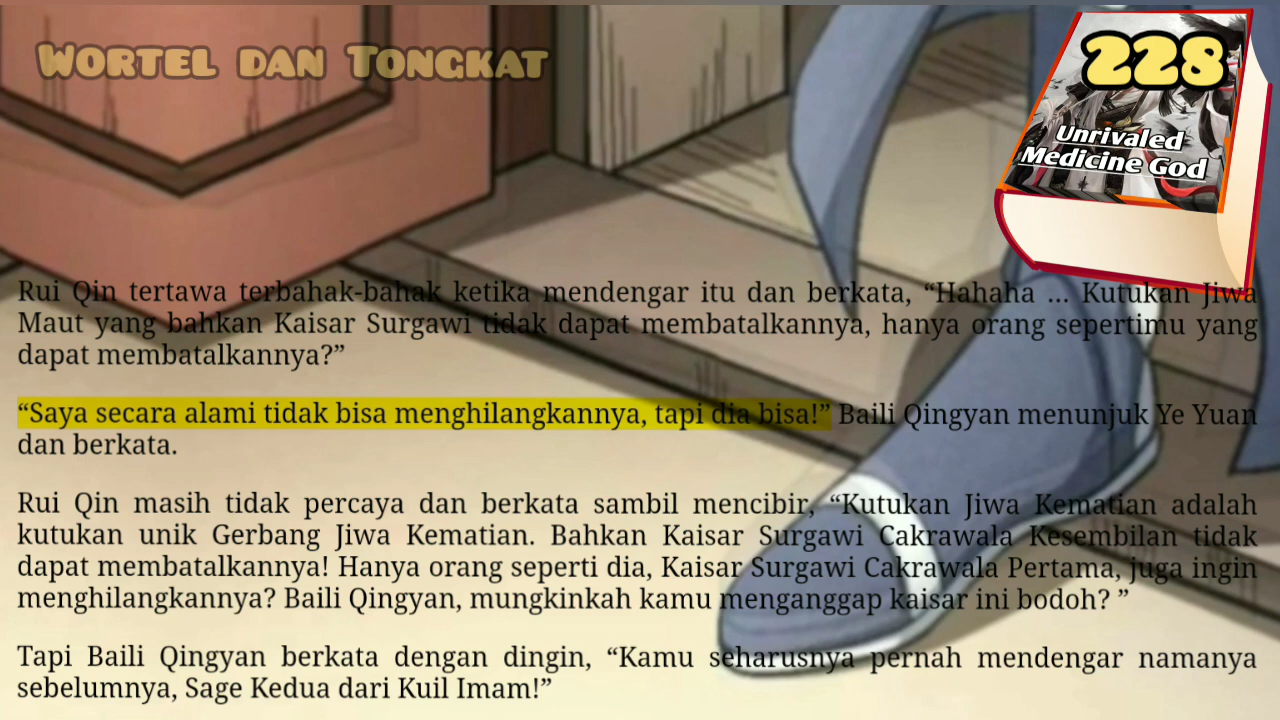 Wortel dan Tongkat
228
Unrivaled
Medicine God
Rui Qin tertawa terbahak-bahak ketika mendengar itu dan berkata, “Hahaha ... Kutukan Jiwa
Maut yang bahkan Kaisar Surgawi tidak dapat membatalkannya, hanya orang sepertimu yang
dapat membatalkannya?”
“Saya secara alami tidak bisa menghilangkannya, tapi dia bisa!” Baili Qingyan menunjuk Ye Yuan
dan berkata.
Rui Qin masih tidak percaya dan berkata sambil mencibir, “Kutukan Jiwa Kematian adalah
kutukan unik Gerbang Jiwa Kematian. Bahkan Kaisar Surgawi Cakrawala Kesembilan tidak
dapat membatalkannya! Hanya orang seperti dia, Kaisar Surgawi Cakrawala Pertama, juga ingin
menghilangkannya? Baili Qingyan, mungkinkah kamu menganggap kaisar ini bodoh? ”
Tapi Baili Qingyan berkata dengan dingin, “Kamu seharusnya pernah mendengar namanya
sebelumnya, Sage Kedua dari Kuil Imam!”